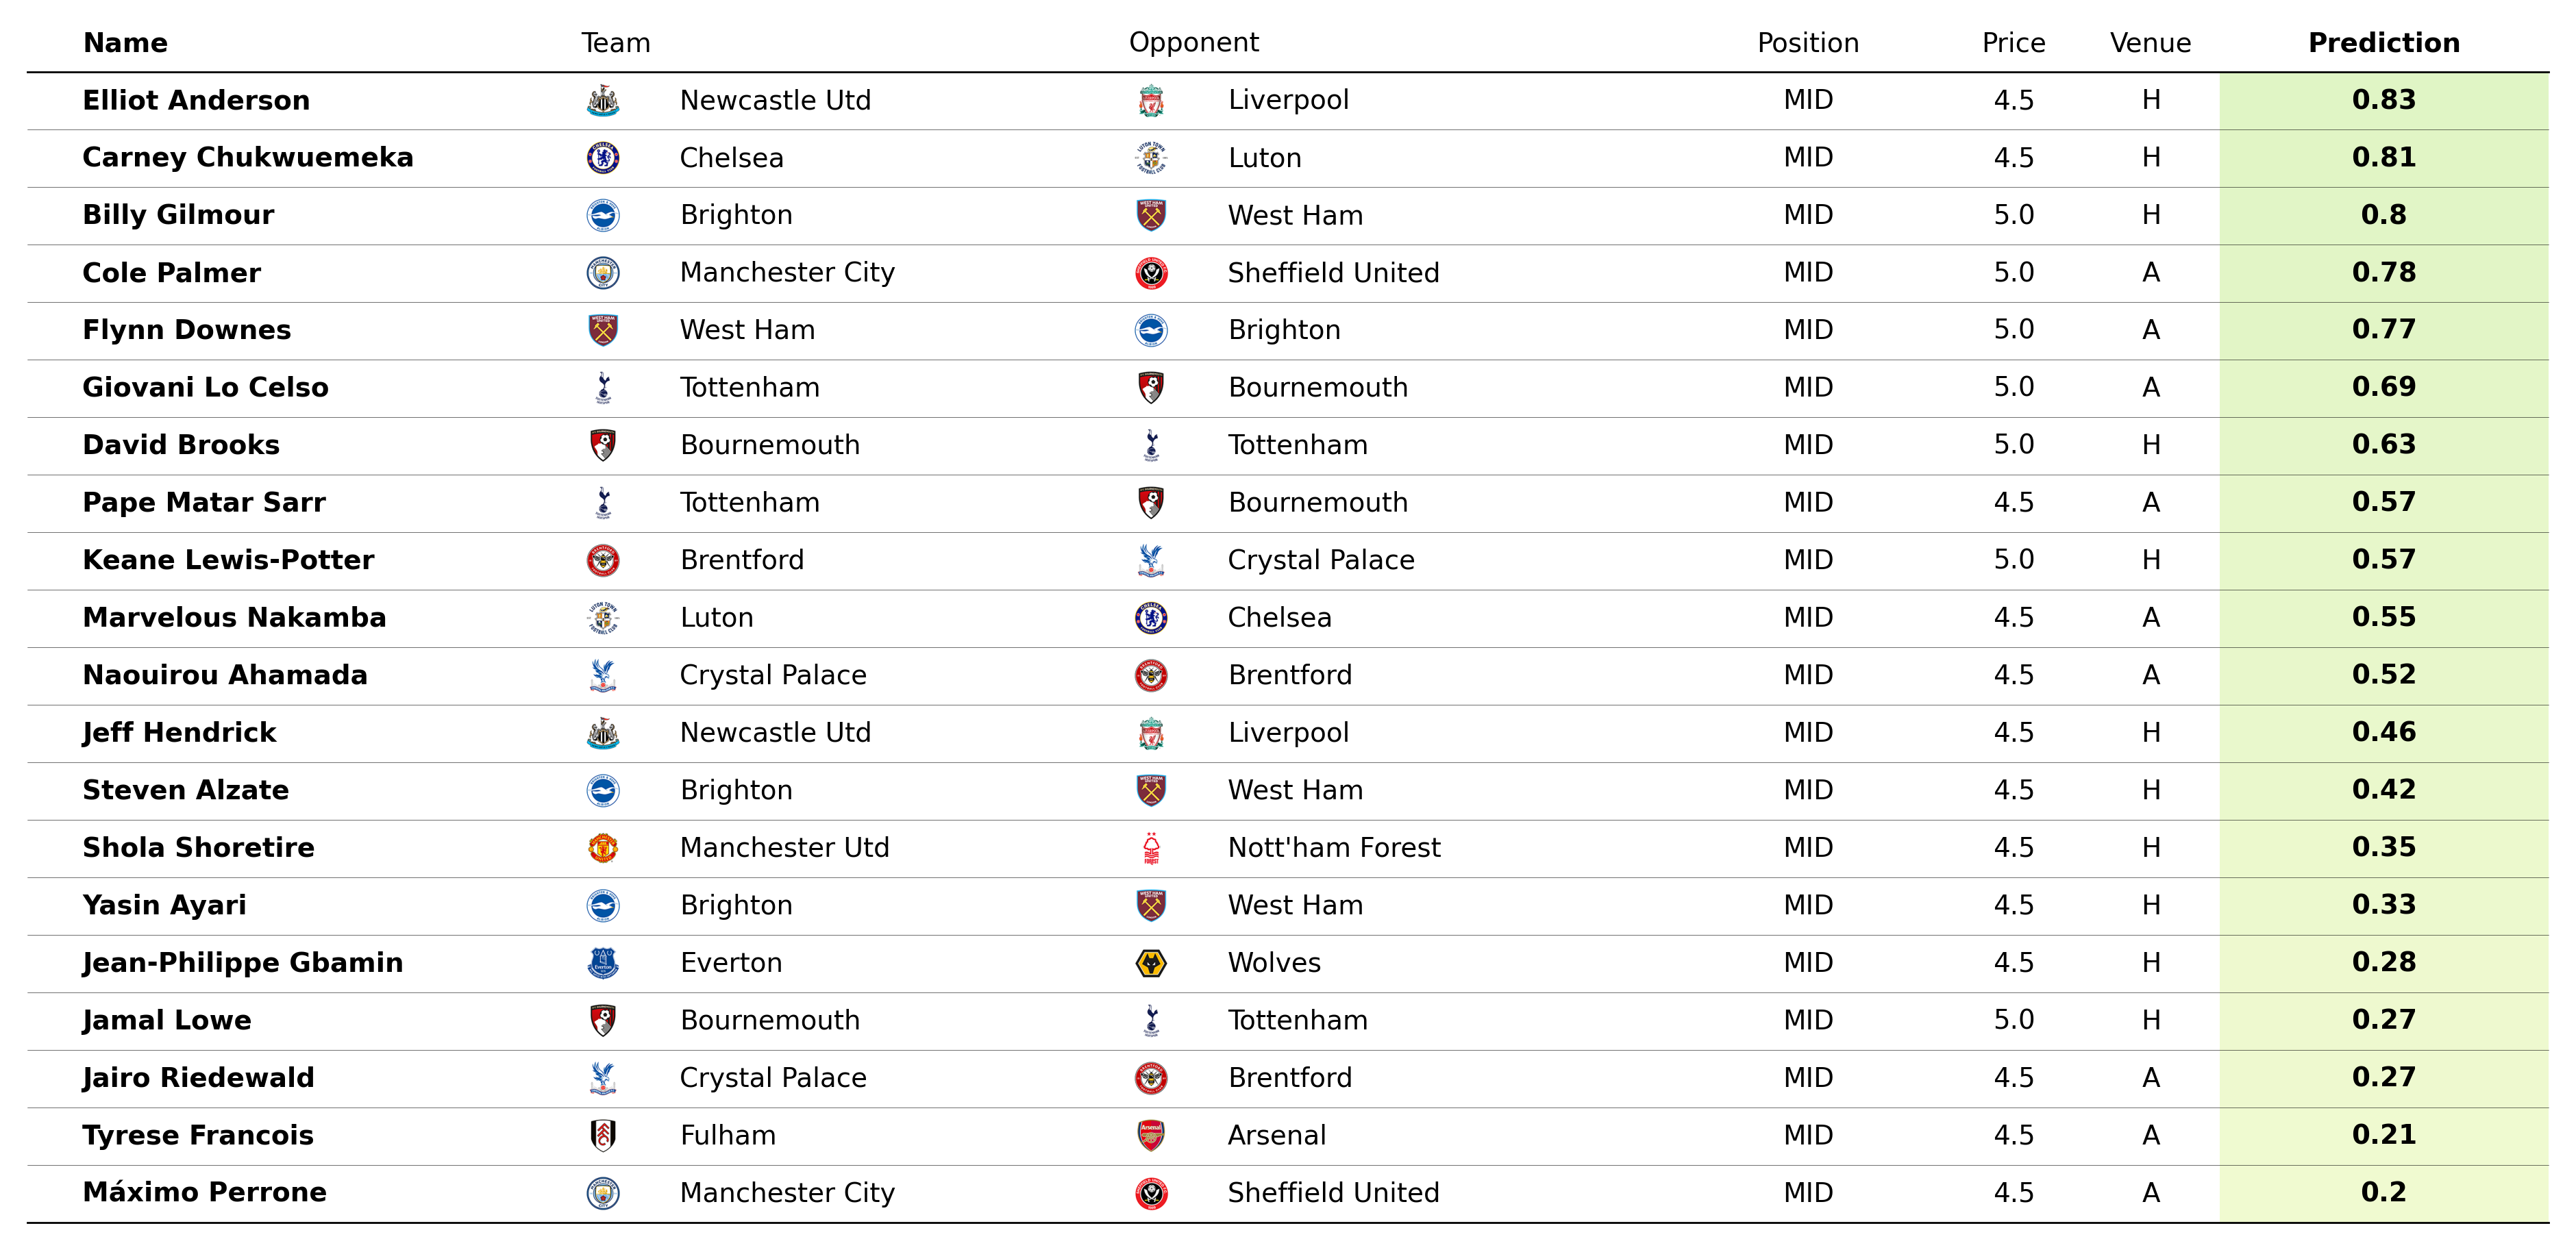 Name Team Opponent Position Price Venue Prediction
Elliot Anderson Newcastle Utd Liverpool MID 4.5 H 0.83
Carney Chukwuemeka Chelsea Luton MID 4.5 H 0.81
Billy Gilmour Brighton West Ham MID 5.0 H 0.8
Cole Palmer Manchester City Sheffield United MID 5.0 A 0.78
Flynn Downes West Ham Brighton MID 5.0 A 0.77
Giovani Lo Celso Tottenham Bournemouth MID 5.0 A 0.69
David Brooks Bournemouth Tottenham MID 5.0 H 0.63
Pape Matar Sarr Tottenham Bournemouth MID 4.5 A 0.57
Keane Lewis-Potter Brentford Crystal Palace MID 5.0 H 0.57
Marvelous Nakamba Luton Chelsea MID 4.5 A 0.55
Naouirou Ahamada Crystal Palace Brentford MID 4.5 A 0.52
Jeff Hendrick Newcastle Utd Liverpool MID 4.5 H 0.46
Steven Alzate Brighton West Ham MID 4.5 H 0.42
Shola Shoretire Manchester Utd Nott'ham Forest MID 4.5 H 0.35
Yasin Ayari Brighton West Ham MID 4.5 H 0.33
Jean-Philippe Gbamin Everton Wolves MID 4.5 H 0.28
Jamal Lowe Bournemouth Tottenham MID 5.0 H 0.27
Jairo Riedewald Crystal Palace Brentford MID 4.5 A 0.27
Tyrese Francois Fulham Arsenal MID 4.5 A 0.21
Máximo Perrone Manchester City Sheffield United MID 4.5 A 0.2